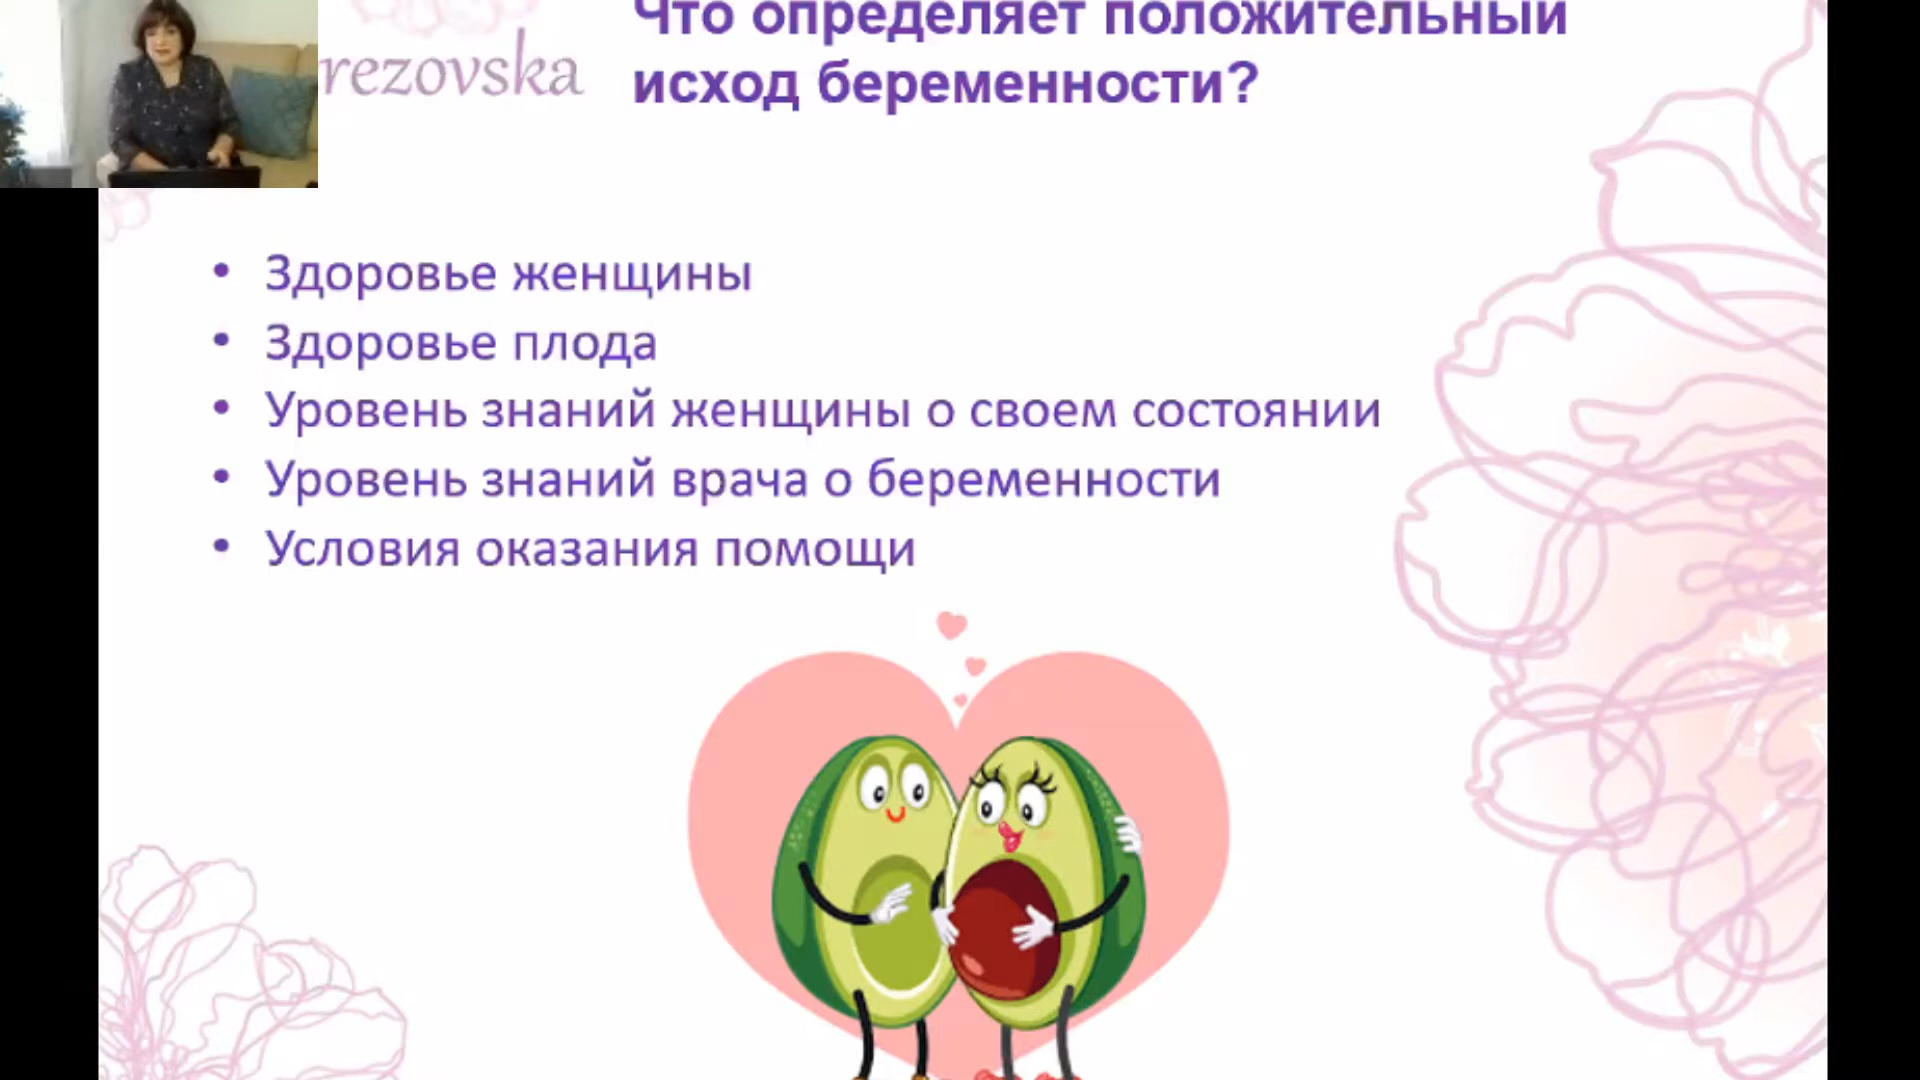 Что определяет положительный
rezovska
исход беременности?
• Здоровье женщины
• Здоровье плода
• Уровень знаний женщины о своем состоянии
• Уровень знаний врача о беременности
• Условия оказания помощи